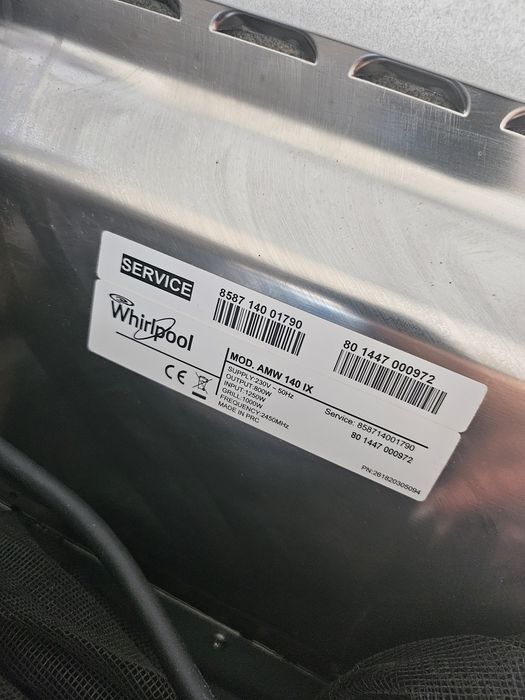 SERVICE
8587 140 01790
80 1447 000972
Whirlpool
MOD. AMW 140 IX
SUPPLY:230V ~ 50Hz
OUTPUT:800W
INPUT:1250W
GRILL:1000W
FREQUENCY:2450MHz
MADE IN PRC
CE
Service: 858714001790
80 1447 000972
PN:261820305094